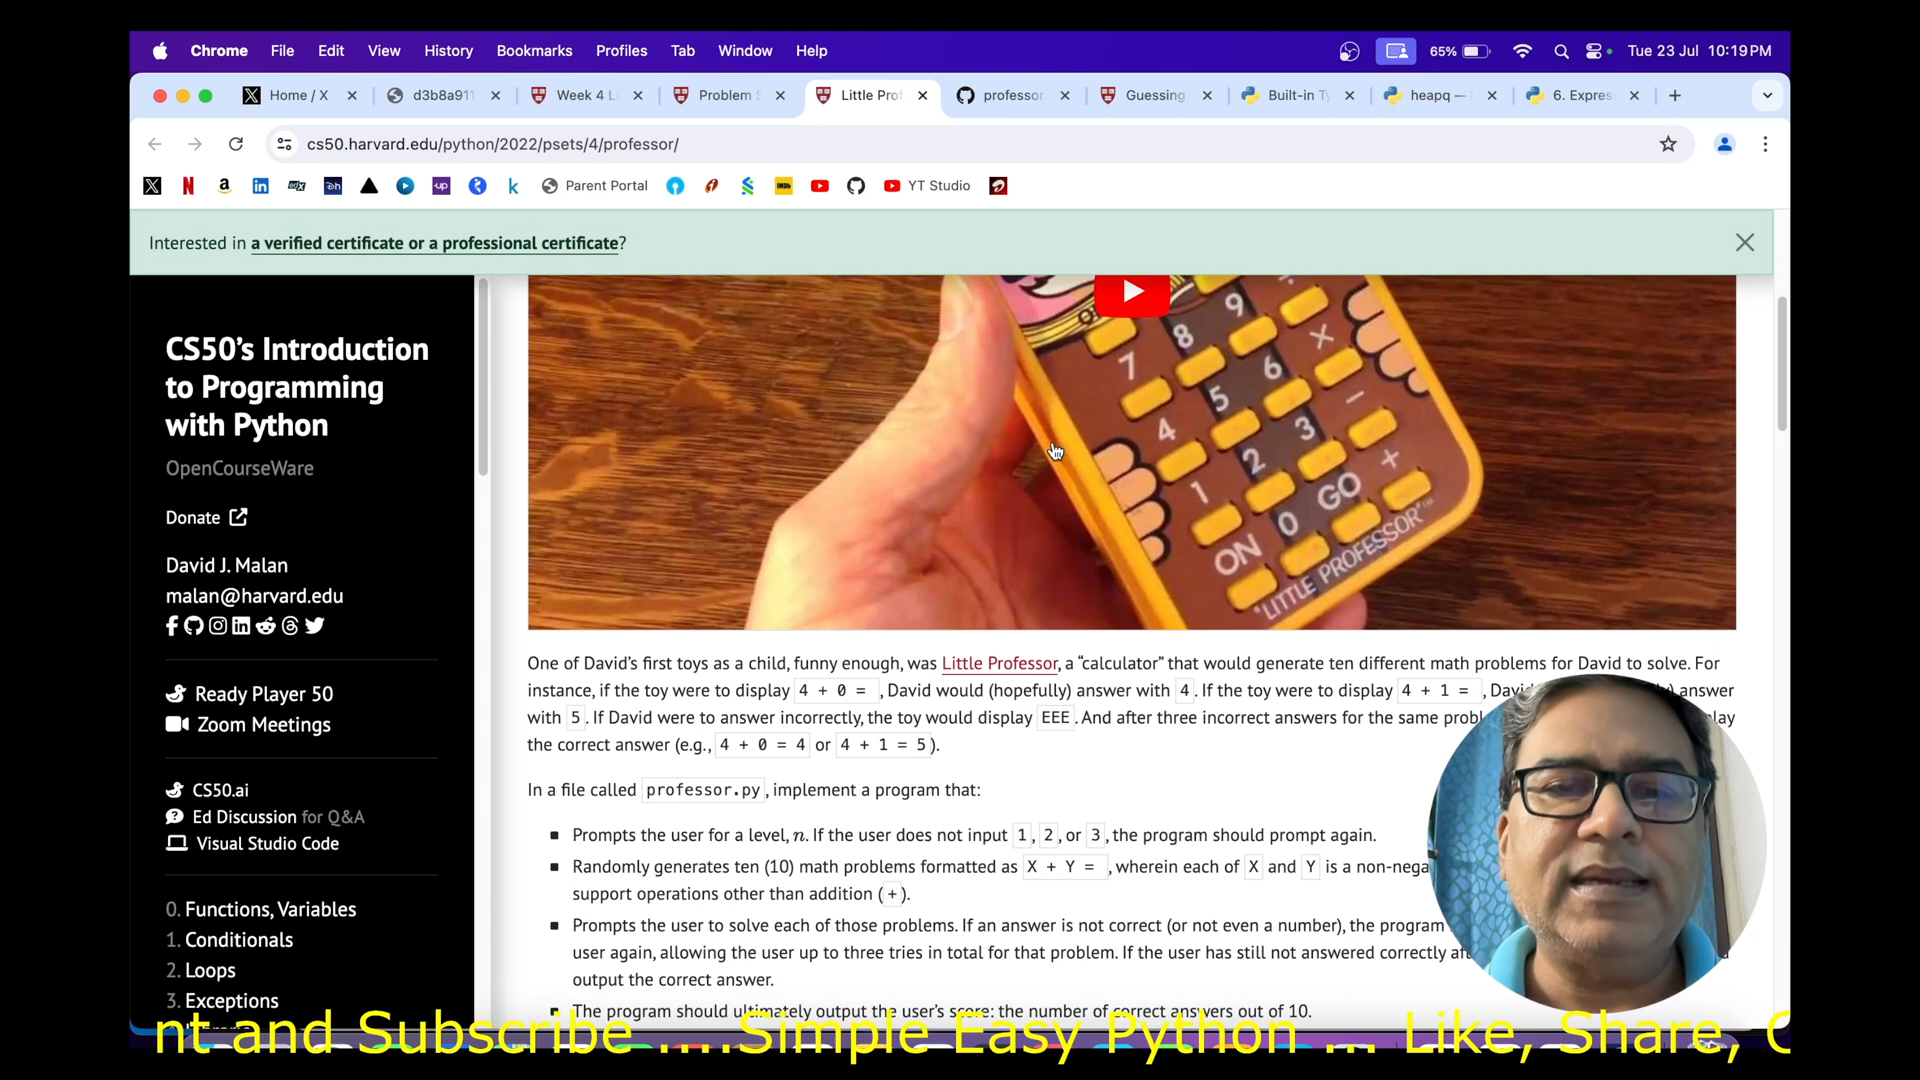 Chrome File Edit View History Bookmarks Profiles Tab Window Help 65% Tue 23 Jul 10:19 PM
Home / X d3b8a911 Week 4 Li Problem S Little Prof professor Guessing Built-in Ty heapq — 6. Expres
cs50.harvard.edu/python/2022/psets/4/professor/
Parent Portal YT Studio
Interested in a verified certificate or a professional certificate?
CS50's Introduction
to Programming
with Python
OpenCourseWare
Donate
David J. Malan
malan@harvard.edu
Ready Player 50
Zoom Meetings
CS50.ai
Ed Discussion for Q&A
Visual Studio Code
0. Functions, Variables
1. Conditionals
2. Loops
3. Exceptions
9
8 ×
7 6
5 −
4 3
2 +
1 GO
0
ON
"LITTLE PROFESSOR"™
One of David's first toys as a child, funny enough, was Little Professor, a “calculator” that would generate ten different math problems for David to solve. For
instance, if the toy were to display 4 + 0 = , David would (hopefully) answer with 4. If the toy were to display 4 + 1 = , Davi answer
with 5. If David were to answer incorrectly, the toy would display EEE. And after three incorrect answers for the same probl lay
the correct answer (e.g., 4 + 0 = 4 or 4 + 1 = 5).
In a file called professor.py, implement a program that:
Prompts the user for a level, n. If the user does not input 1, 2, or 3, the program should prompt again.
Randomly generates ten (10) math problems formatted as X + Y = , wherein each of X and Y is a non-nega
support operations other than addition (+).
Prompts the user to solve each of those problems. If an answer is not correct (or not even a number), the program
user again, allowing the user up to three tries in total for that problem. If the user has still not answered correctly af
output the correct answer.
The program should ultimately output the user's score: the number of correct answers out of 10.
nt and Subscribe ....Simple Easy Python ... Like, Share, C